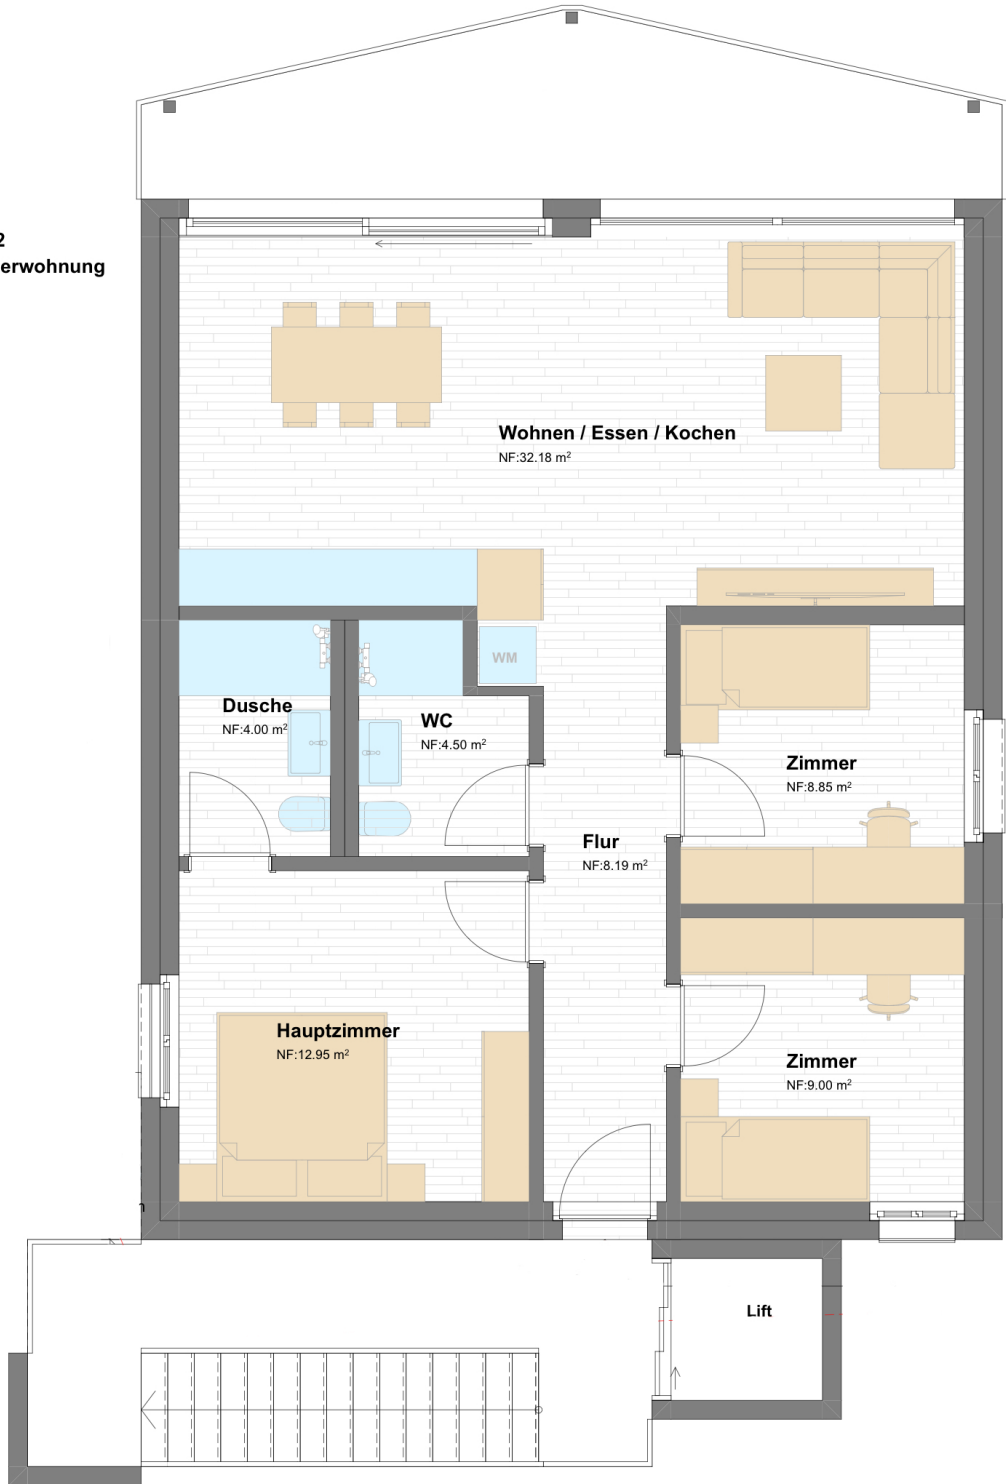 2
erwohnung
Wohnen / Essen / Kochen
NF:32.18 m²
WM
Dusche
NF:4.00 m²
WC
NF:4.50 m²
Zimmer
NF:8.85 m²
Flur
NF:8.19 m²
Hauptzimmer
NF:12.95 m²
Zimmer
NF:9.00 m²
Lift